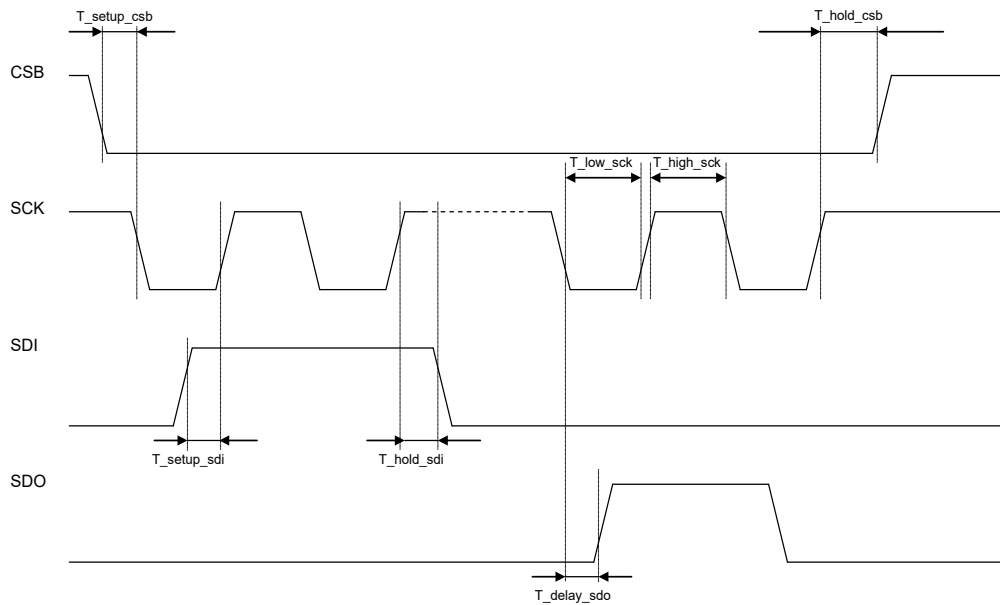 T_setup_csb
T_hold_csb
CSB
T_low_sck
T_high_sck
SCK
SDI
T_setup_sdi
T_hold_sdi
SDO
T_delay_sdo